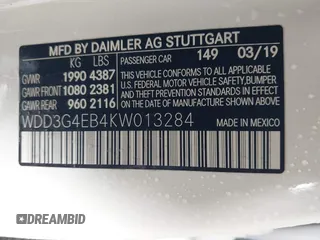 MFD BY DAIMLER AG STUTTGART
KG LBS PASSENGER CAR 149 03/19
GVWR 1990 4387
GAWR FRONT 1080 2381
GAWR REAR 960 2116
THIS VEHICLE CONFORMS TO ALL APPLICABLE
U.S. FEDERAL MOTOR VEHICLE SAFETY, BUMPER,
AND THEFT PREVENTION STANDARDS IN EFFECT
ON THE DATE OF MANUFACTURE SHOWN ABOVE.
WDD3G4EB4KW013284
MADE IN MEXICO
DREAMBID